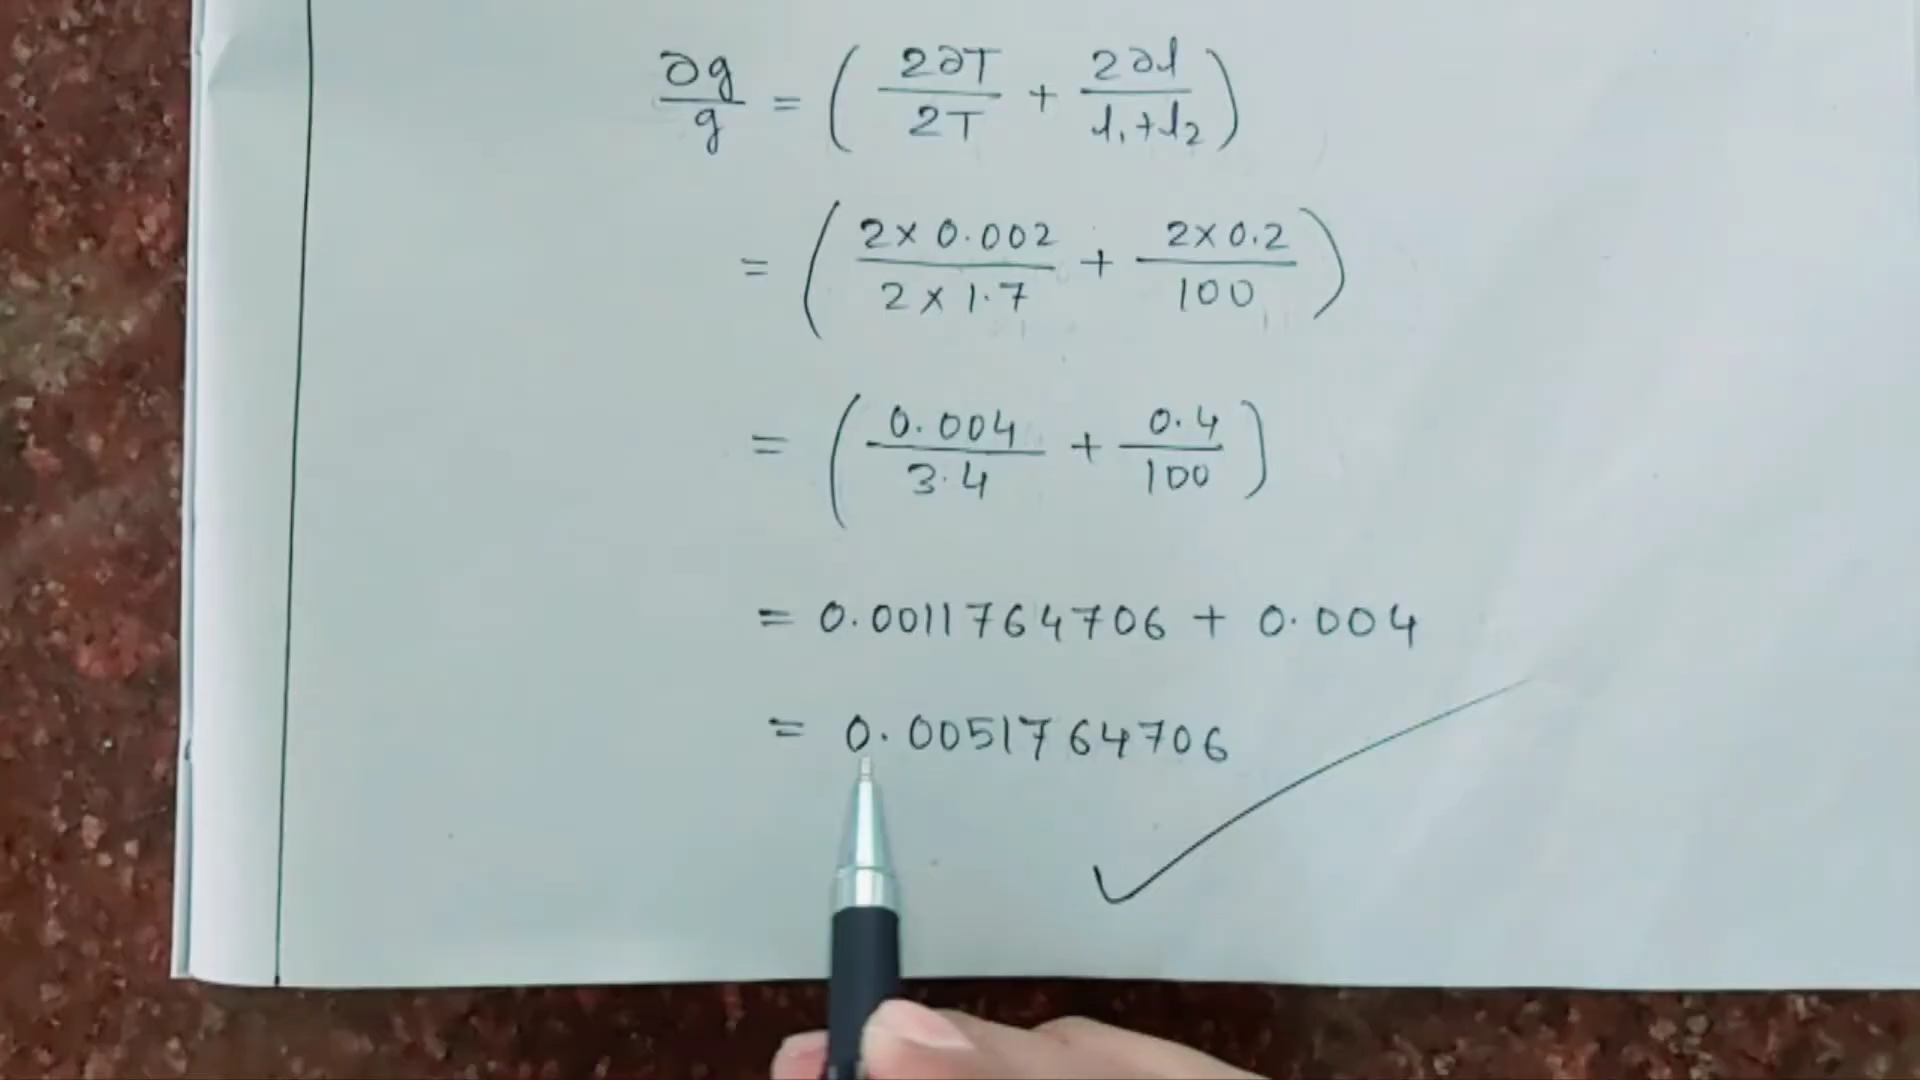 ∂g/g = ( 2∂T/2T + 2∂l/l₁+l₂ )
= ( 2×0.002/2×1.7 + 2×0.2/100 )
= ( 0.004/3.4 + 0.4/100 )
= 0.0011764706 + 0.004
= 0.0051764706